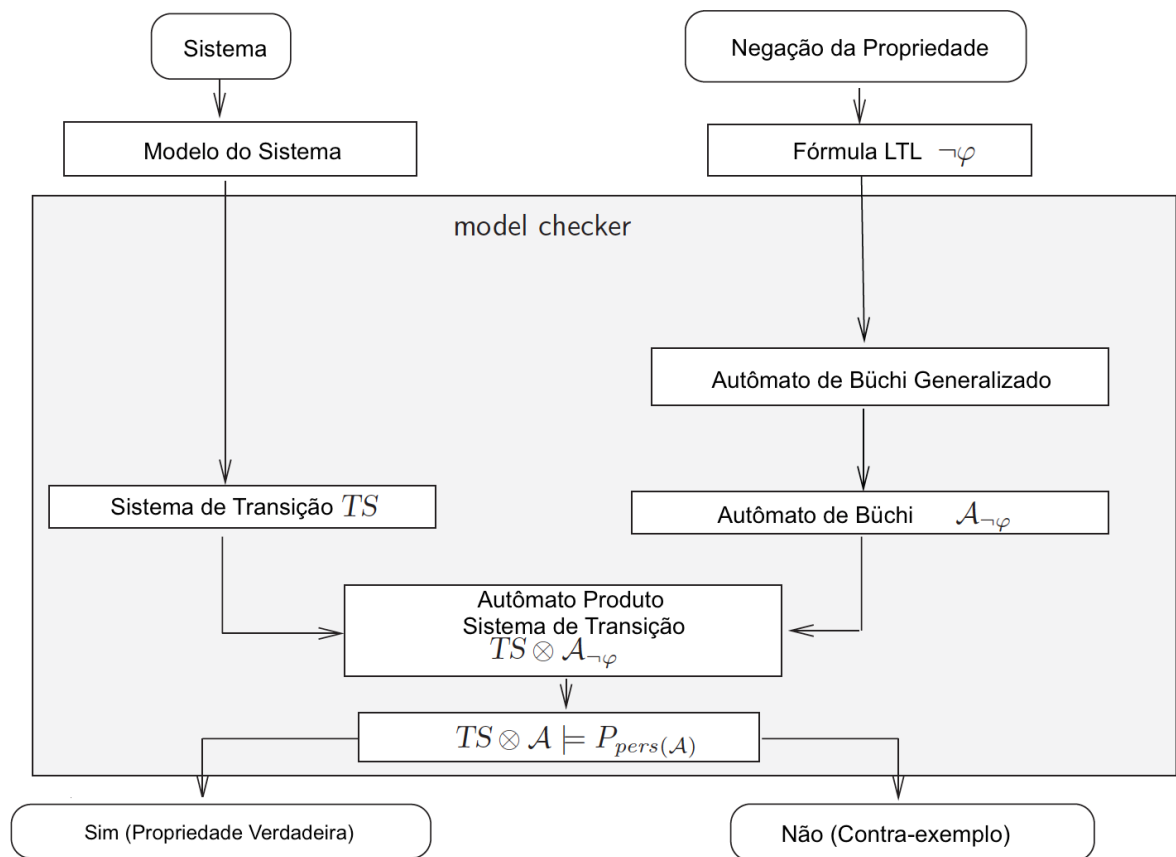 Sistema
Negação da Propriedade
Modelo do Sistema
Fórmula LTL ¬φ
model checker
Autômato de Büchi Generalizado
Sistema de Transição TS
Autômato de Büchi A¬φ
Autômato Produto
Sistema de Transição
TS ⊗ A¬φ
TS ⊗ A ⊨ Ppers(A)
Sim (Propriedade Verdadeira)
Não (Contra-exemplo)